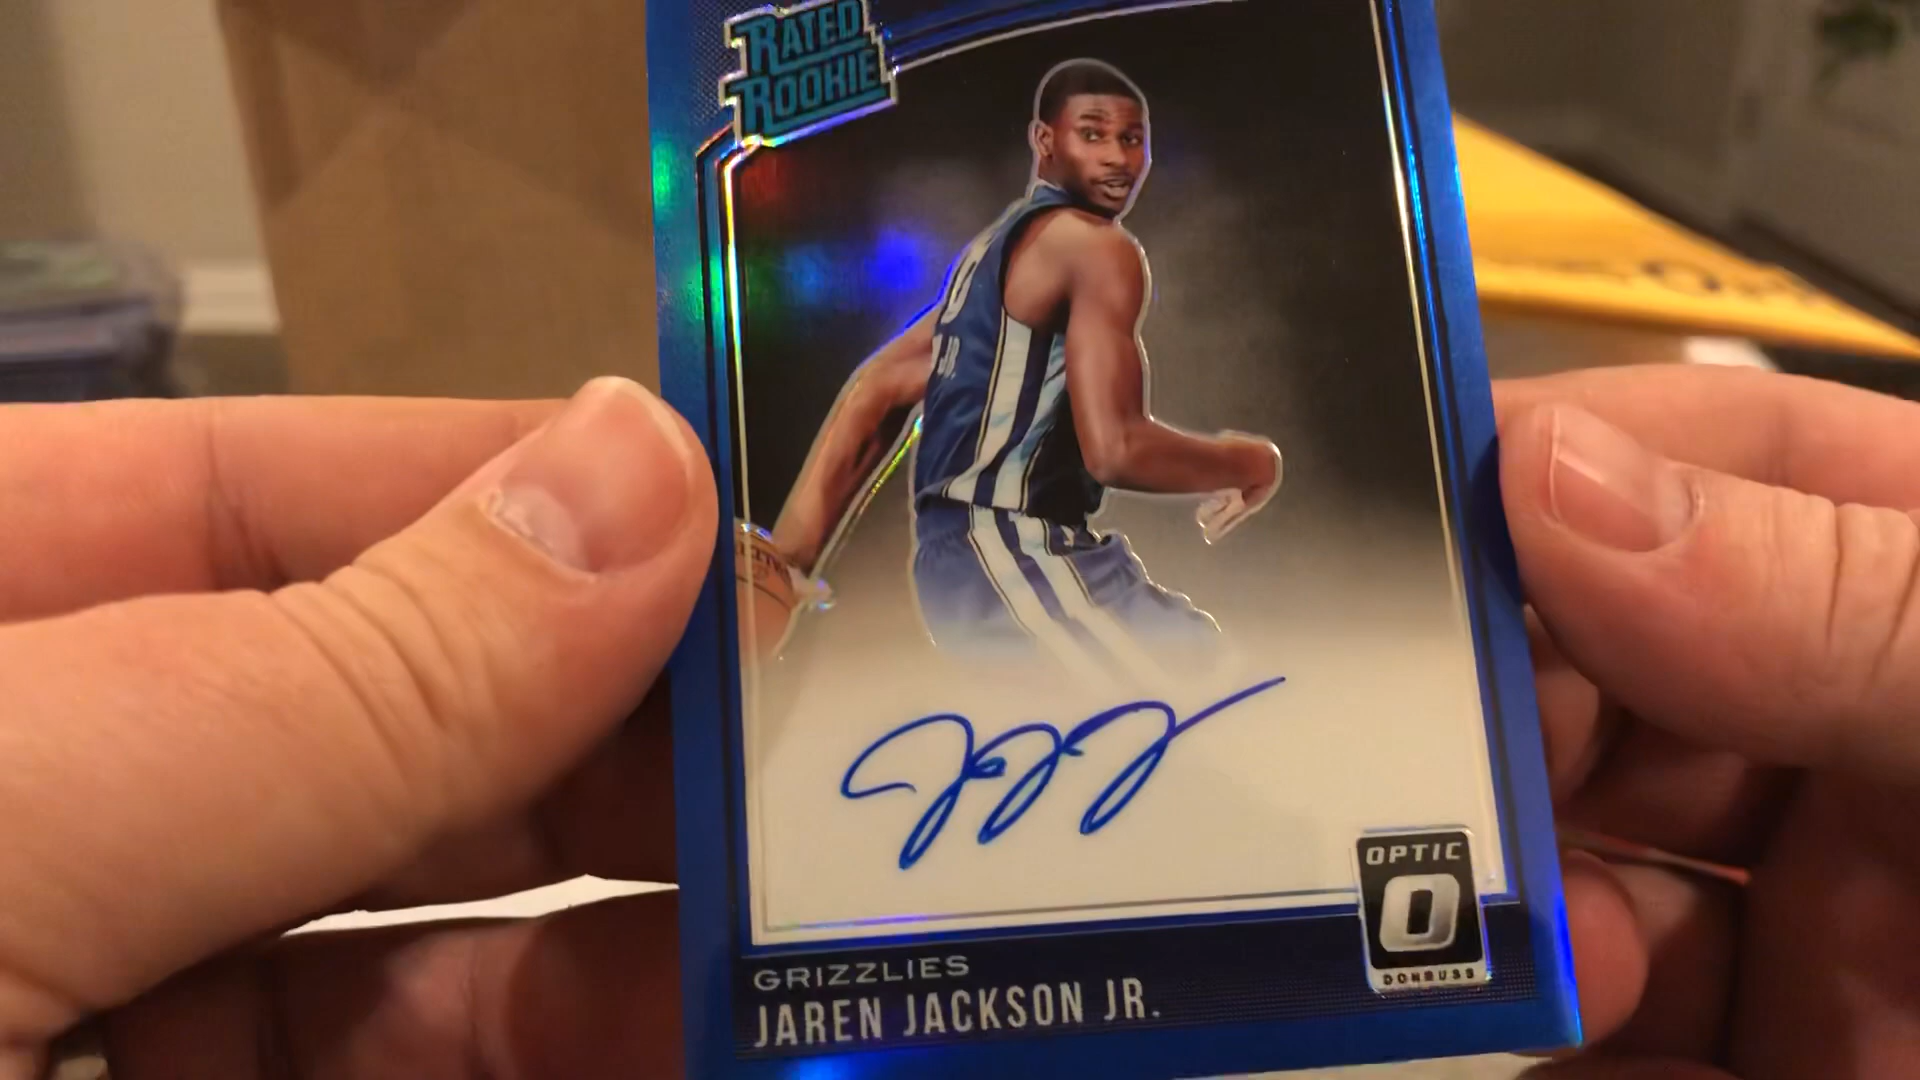 RATED
ROOKIE
JR.
OPTIC
O
DONRUSS
GRIZZLIES
JAREN JACKSON JR.